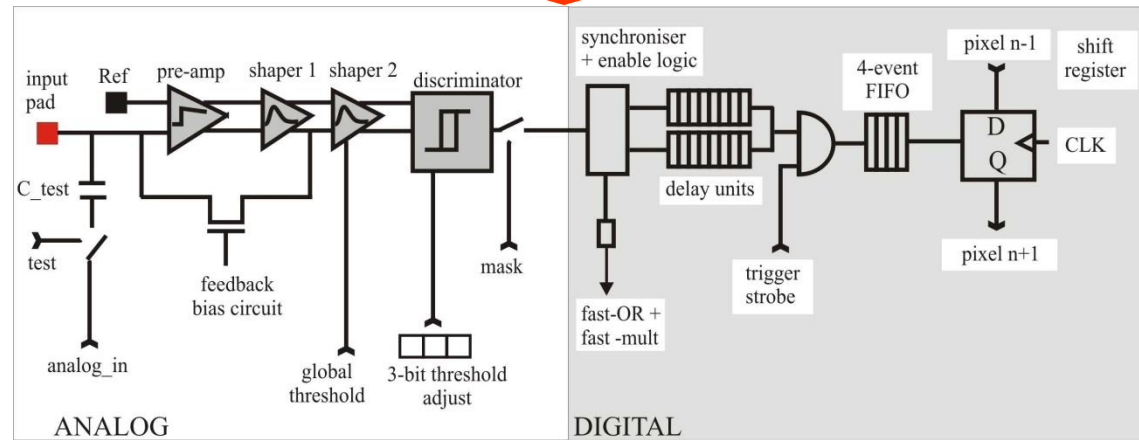 input
pad
Ref
pre-amp
shaper 1
shaper 2
discriminator
C_test
test
analog_in
feedback
bias circuit
global
threshold
3-bit threshold
adjust
mask
ANALOG
synchroniser
+ enable logic
delay units
fast-OR +
fast -mult
trigger
strobe
4-event
FIFO
pixel n-1
shift
register
D
Q
CLK
pixel n+1
DIGITAL